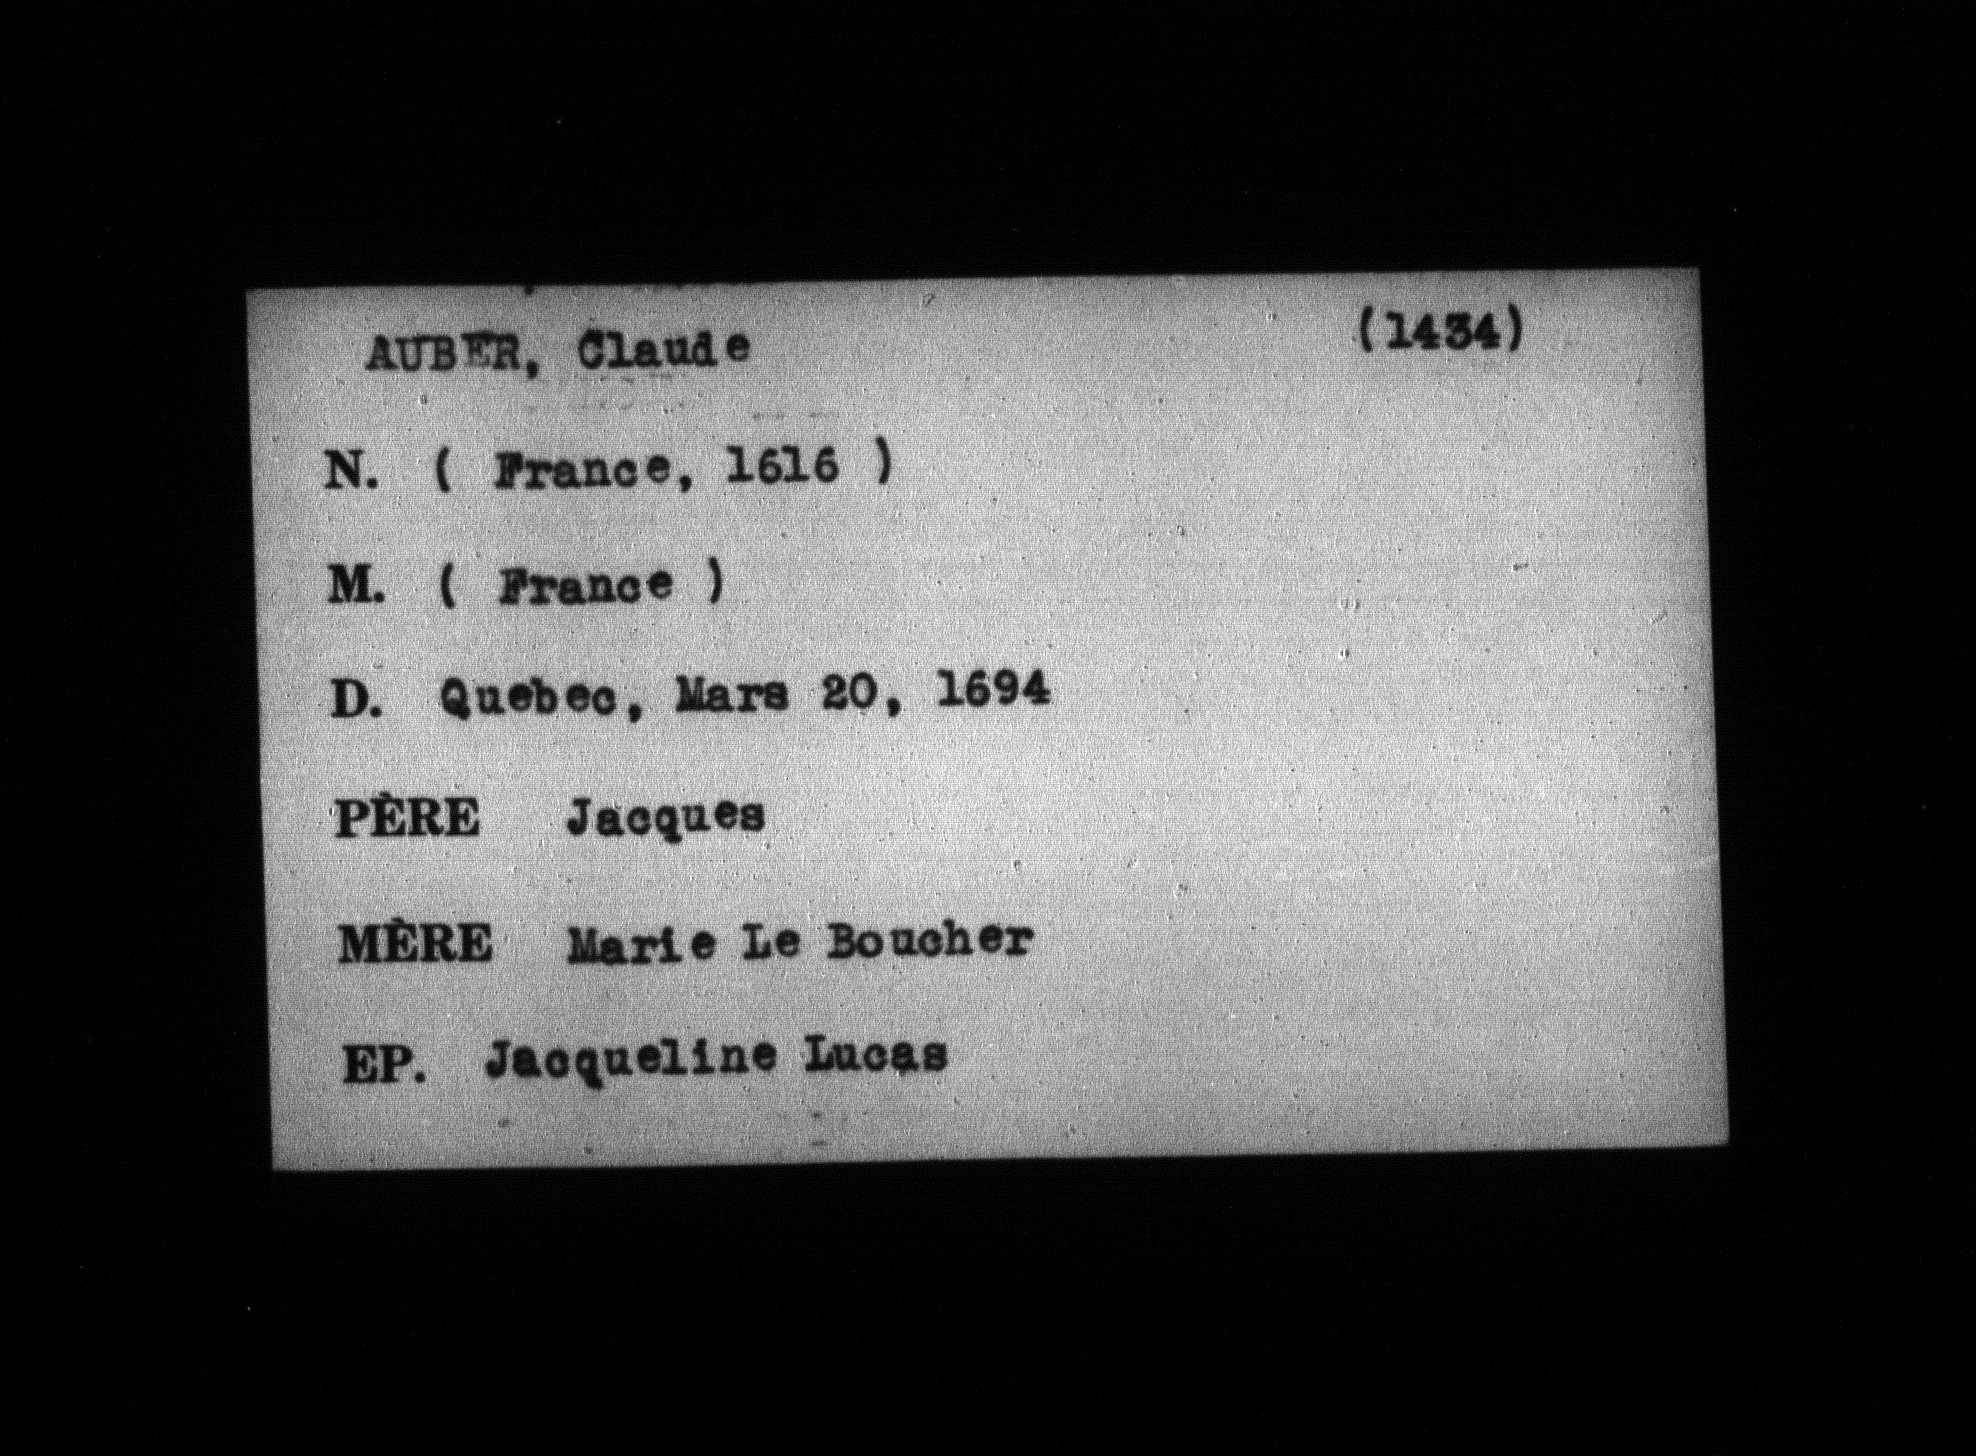 AUBER, Claude (1434)
N. ( France, 1616 )
M. ( France )
D. Quebec, Mars 20, 1694
PÈRE Jacques
MÈRE Marie Le Boucher
EP. Jacqueline Lucas